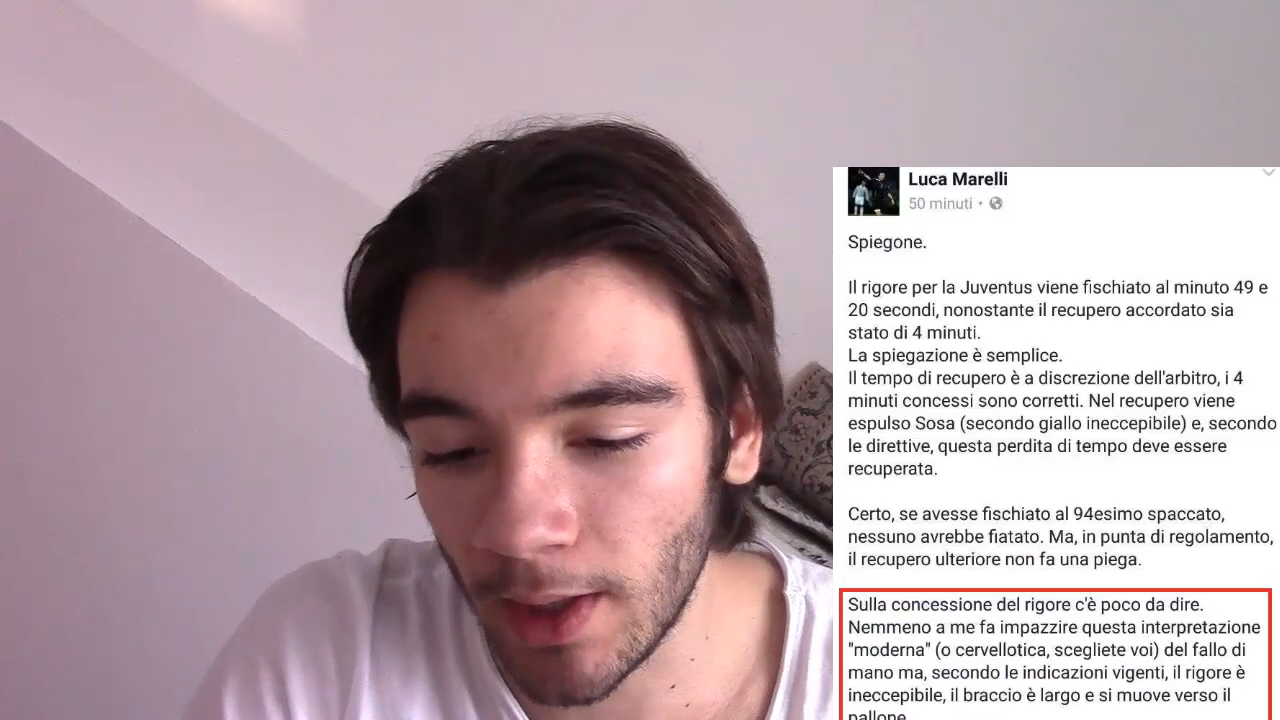 Luca Marelli
50 minuti •
Spiegone.
Il rigore per la Juventus viene fischiato al minuto 49 e
20 secondi, nonostante il recupero accordato sia
stato di 4 minuti.
La spiegazione è semplice.
Il tempo di recupero è a discrezione dell'arbitro, i 4
minuti concessi sono corretti. Nel recupero viene
espulso Sosa (secondo giallo ineccepibile) e, secondo
le direttive, questa perdita di tempo deve essere
recuperata.
Certo, se avesse fischiato al 94esimo spaccato,
nessuno avrebbe fiatato. Ma, in punta di regolamento,
il recupero ulteriore non fa una piega.
Sulla concessione del rigore c'è poco da dire.
Nemmeno a me fa impazzire questa interpretazione
"moderna" (o cervellotica, scegliete voi) del fallo di
mano ma, secondo le indicazioni vigenti, il rigore è
ineccepibile, il braccio è largo e si muove verso il
pallone